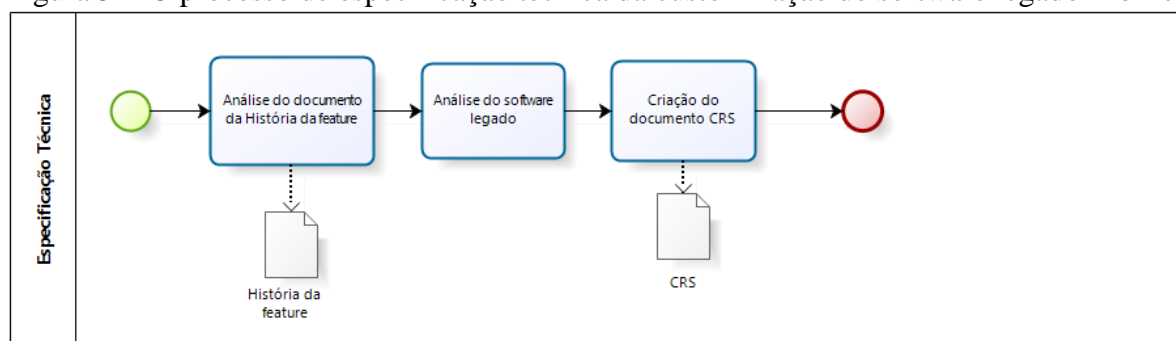 Especificação Técnica
Análise do documento
da História da feature
Análise do software
legado
Criação do
documento CRS
História da
feature
CRS